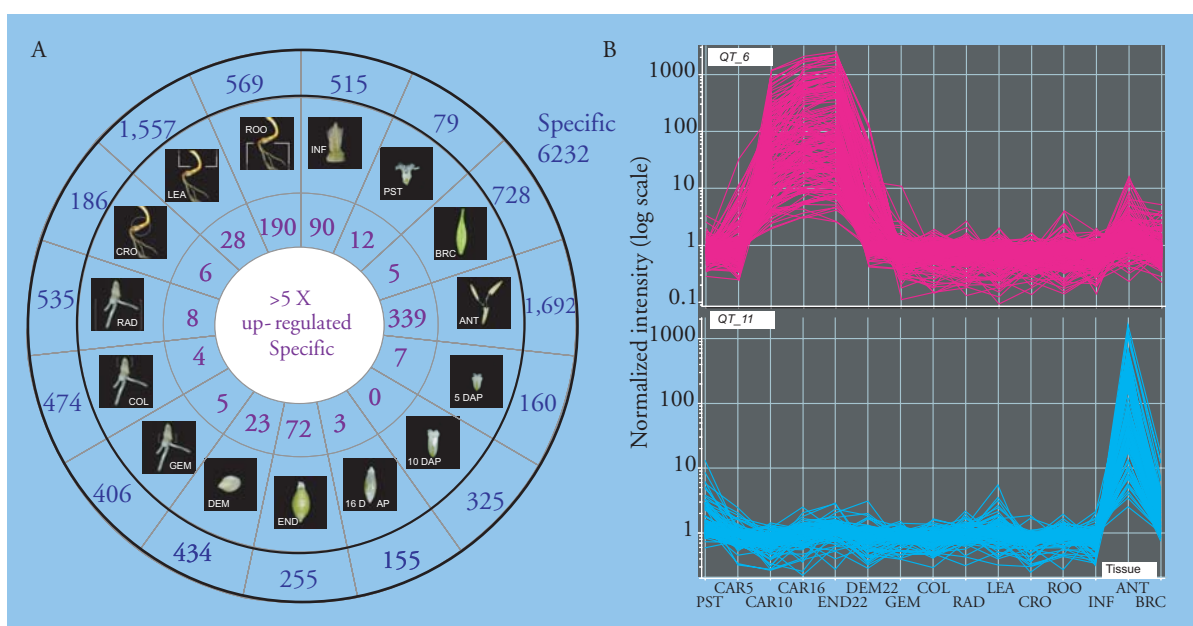 A
569
515
1,557
79
Specific
6232
186
728
535
1,692
474
160
406
325
434
255
155
ROO
INF
LEA
PST
CRO
BRC
RAD
ANT
COL
5 DAP
GEM
10 DAP
DEM
END
16 D AP
190
90
28
12
6
5
8
339
4
7
5
0
23
72
3
>5 X
up- regulated
Specific
B
Normalized intensity (log scale)
QT_6
1000
100
10
1
0.1
QT_11
1000
100
10
1
Tissue
CAR5 CAR16 DEM22 COL LEA ROO ANT
PST CAR10 END22 GEM RAD CRO INF BRC